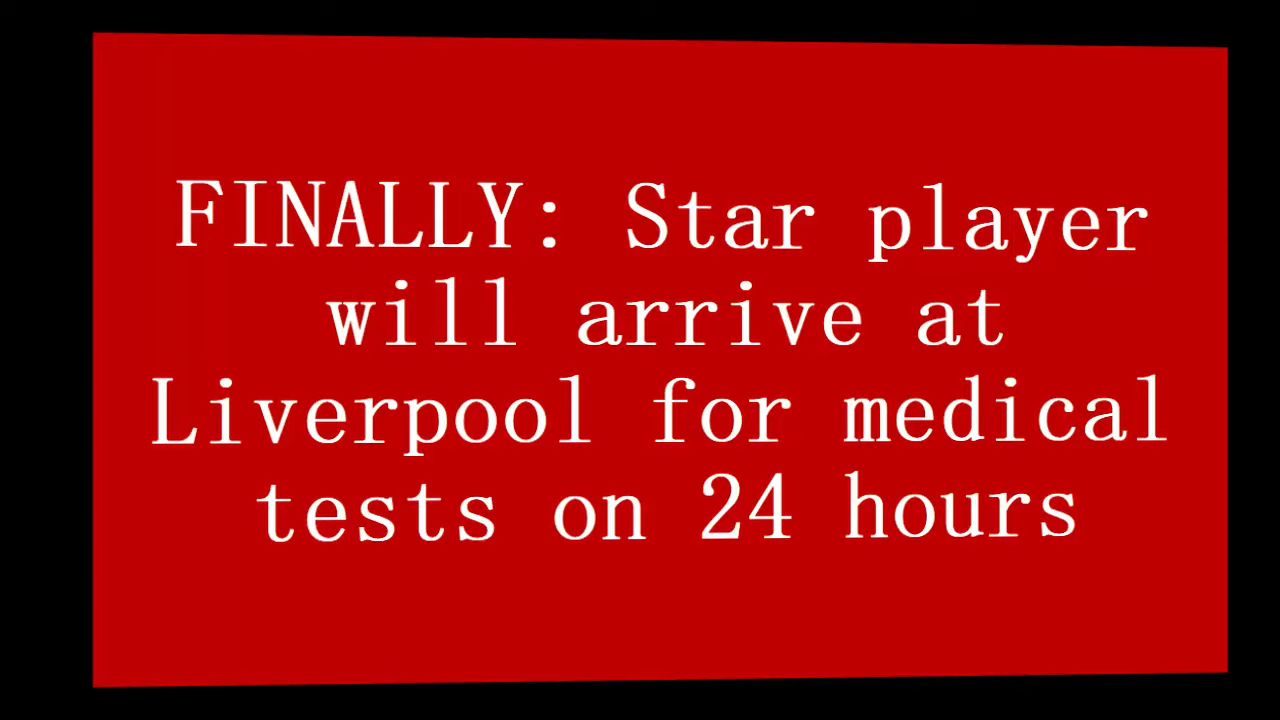 FINALLY: Star player
will arrive at
Liverpool for medical
tests on 24 hours